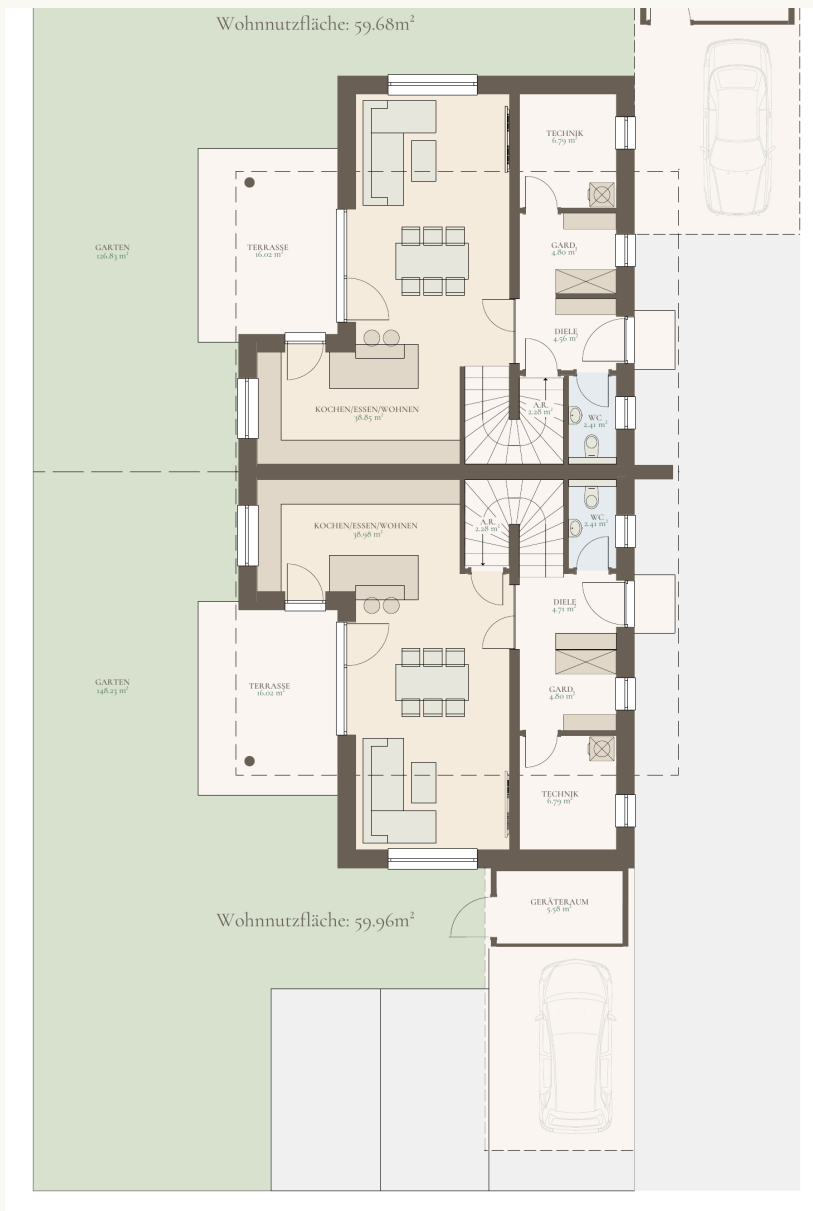 Wohnnutzfläche: 59.68m²
TECHNIK
6.79 m²
GARTEN
126.83 m²
TERRASSE
16.02 m²
GARD.
4.80 m²
DIELE
4.56 m²
KOCHEN/ESSEN/WOHNEN
38.85 m²
A.R.
2.28 m²
WC
2.41 m²
KOCHEN/ESSEN/WOHNEN
38.98 m²
A.R.
2.28 m²
WC
2.41 m²
DIELE
4.71 m²
GARTEN
148.23 m²
TERRASSE
16.02 m²
GARD.
4.80 m²
TECHNIK
6.79 m²
GERÄTERAUM
5.58 m²
Wohnnutzfläche: 59.96m²